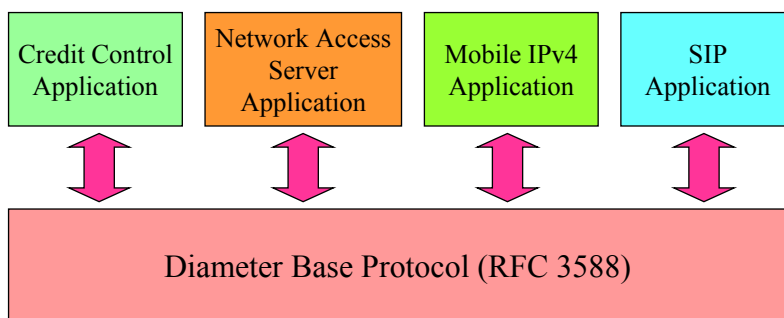 Credit Control
Application
Network Access
Server
Application
Mobile IPv4
Application
SIP
Application
Diameter Base Protocol (RFC 3588)